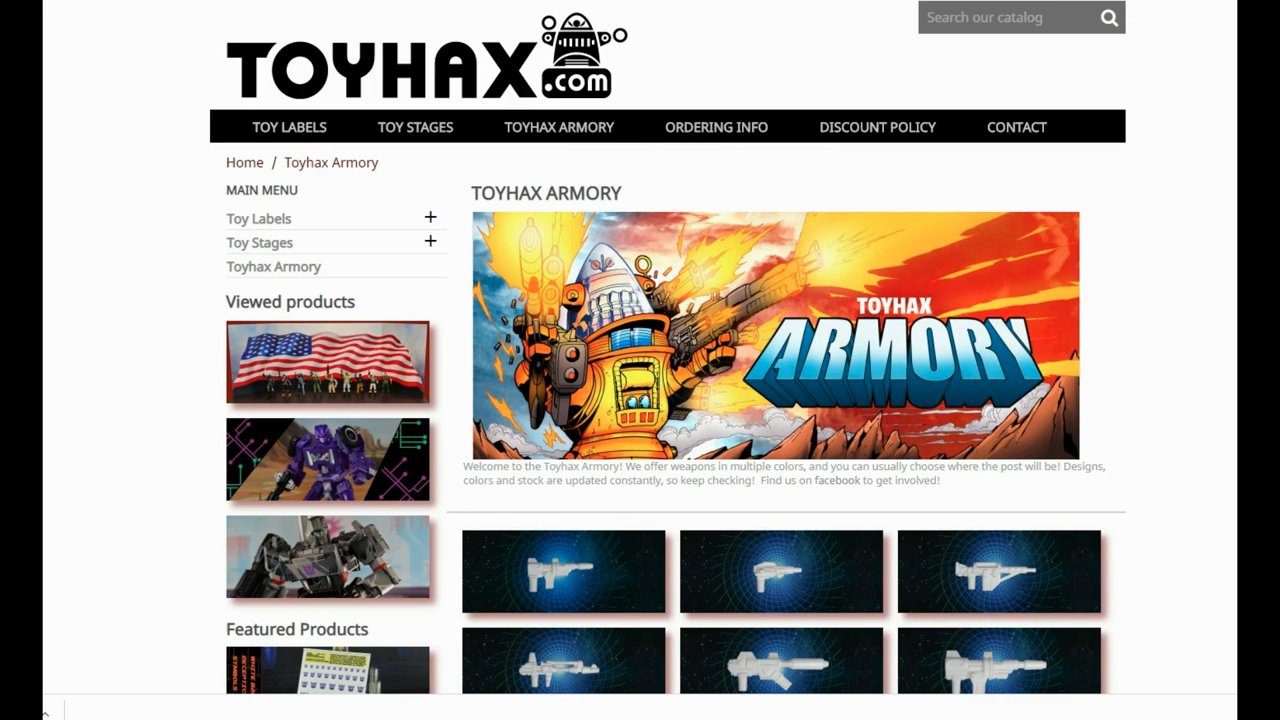 Search our catalog
TOYHAX.com
TOY LABELS TOY STAGES TOYHAX ARMORY ORDERING INFO DISCOUNT POLICY CONTACT
Home / Toyhax Armory
MAIN MENU
Toy Labels +
Toy Stages +
Toyhax Armory
Viewed products
Featured Products
TOYHAX ARMORY
TOYHAX
ARMORY
Welcome to the Toyhax Armory! We offer weapons in multiple colors, and you can usually choose where the post will be! Designs,
colors and stock are updated constantly, so keep checking! Find us on facebook to get involved!